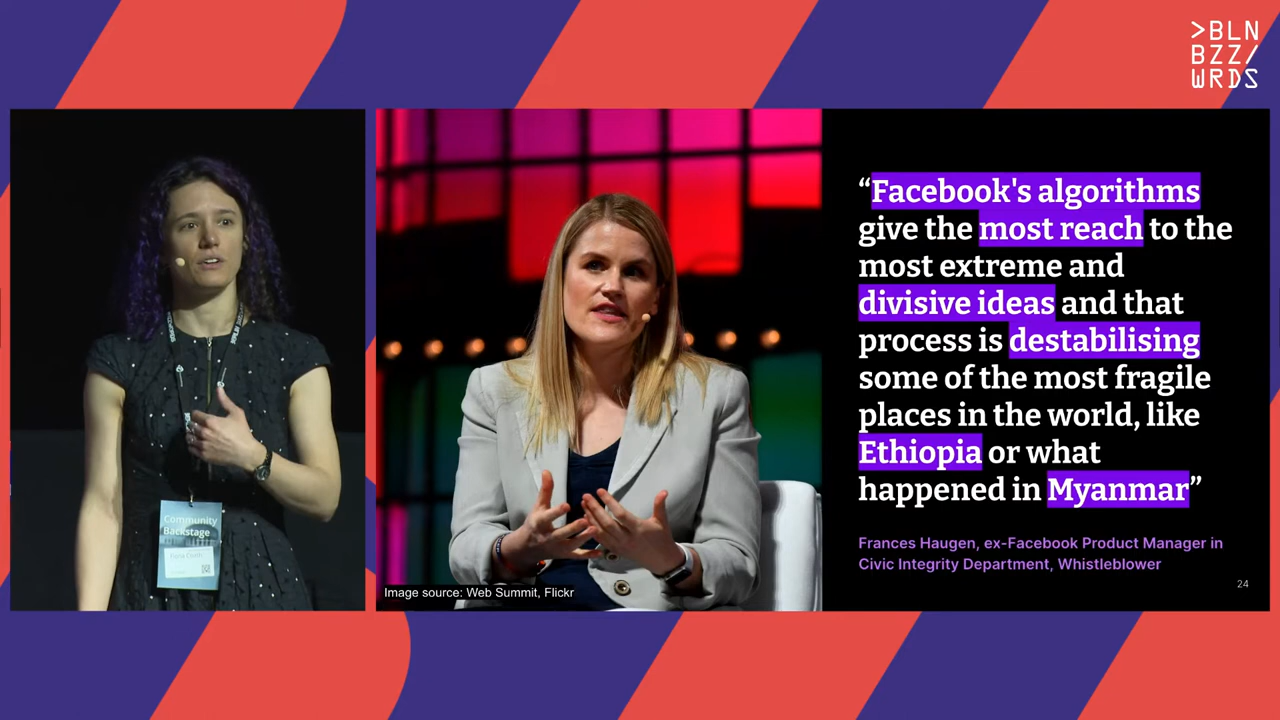 >BLN
BZZ/
WRDS
Community
Backstage
Image source: Web Summit, Flickr
“Facebook's algorithms
give the most reach to the
most extreme and
divisive ideas and that
process is destabilising
some of the most fragile
places in the world, like
Ethiopia or what
happened in Myanmar”
Frances Haugen, ex-Facebook Product Manager in
Civic Integrity Department, Whistleblower
24